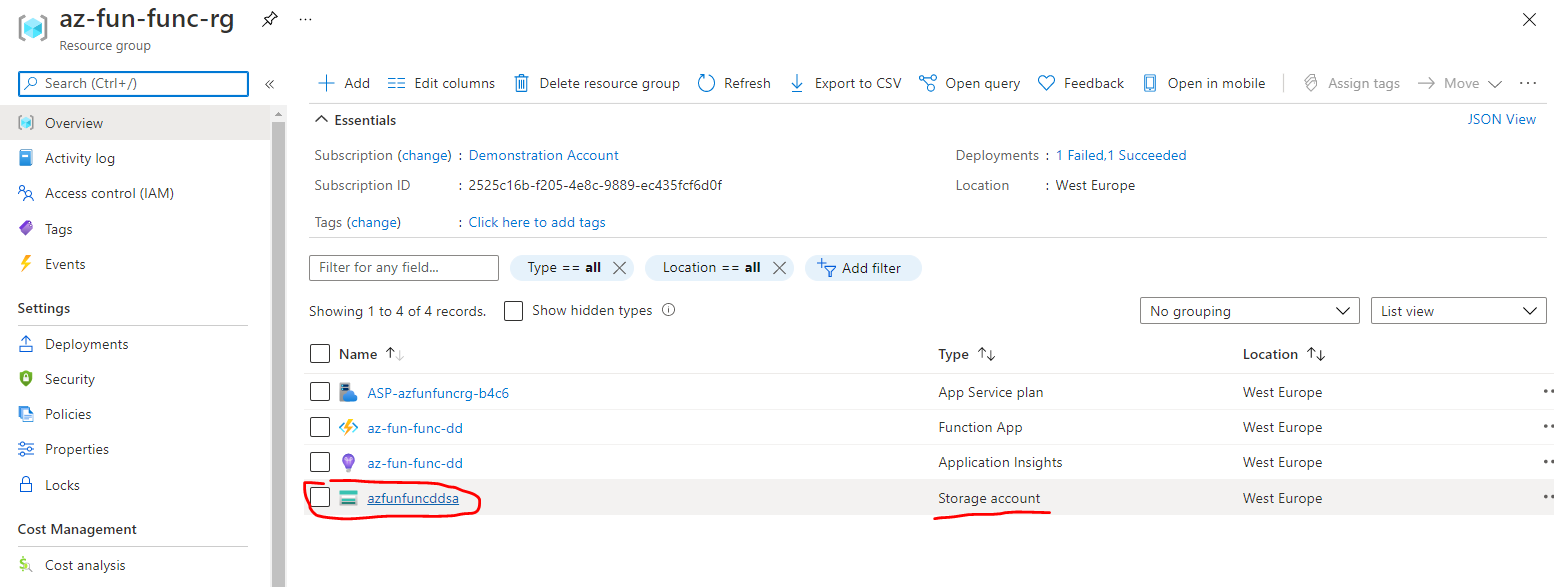 az-fun-func-rg
Resource group
Search (Ctrl+/)
Overview
Activity log
Access control (IAM)
Tags
Events
Settings
Deployments
Security
Policies
Properties
Locks
Cost Management
Cost analysis
Add Edit columns Delete resource group Refresh Export to CSV Open query Feedback Open in mobile Assign tags Move
Essentials JSON View
Subscription (change) : Demonstration Account Deployments : 1 Failed,1 Succeeded
Subscription ID : 2525c16b-f205-4e8c-9889-ec435fcf6d0f Location : West Europe
Tags (change) : Click here to add tags
Filter for any field... Type == all Location == all Add filter
Showing 1 to 4 of 4 records. Show hidden types No grouping List view
Name Type Location
ASP-azfunfuncrg-b4c6 App Service plan West Europe
az-fun-func-dd Function App West Europe
az-fun-func-dd Application Insights West Europe
azfunfuncddsa Storage account West Europe